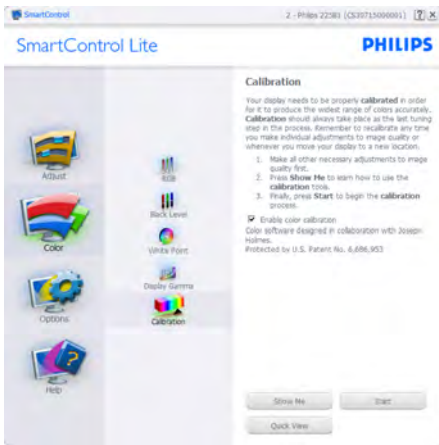 SmartControl
2 - Philips 225B1 (CS30715000001)
SmartControl Lite
PHILIPS
Adjust
Color
Options
Help
RGB
Black Level
White Point
Display Gamma
Calibration
Calibration
Your display needs to be properly calibrated in order
for it to produce the widest range of colors accurately.
Calibration should always take place as the last tuning
step in the process. Remember to recalibrate any time
you make individual adjustments to image quality or
whenever you move your display to a new location.
1. Make all other necessary adjustments to image
quality first.
2. Press Show Me to learn how to use the
calibration tools.
3. Finally, press Start to begin the calibration
process.
Enable color calibration
Color software designed in collaboration with Joseph
Holmes.
Protected by U.S. Patent No. 6,686,953
Show Me
Start
Quick View